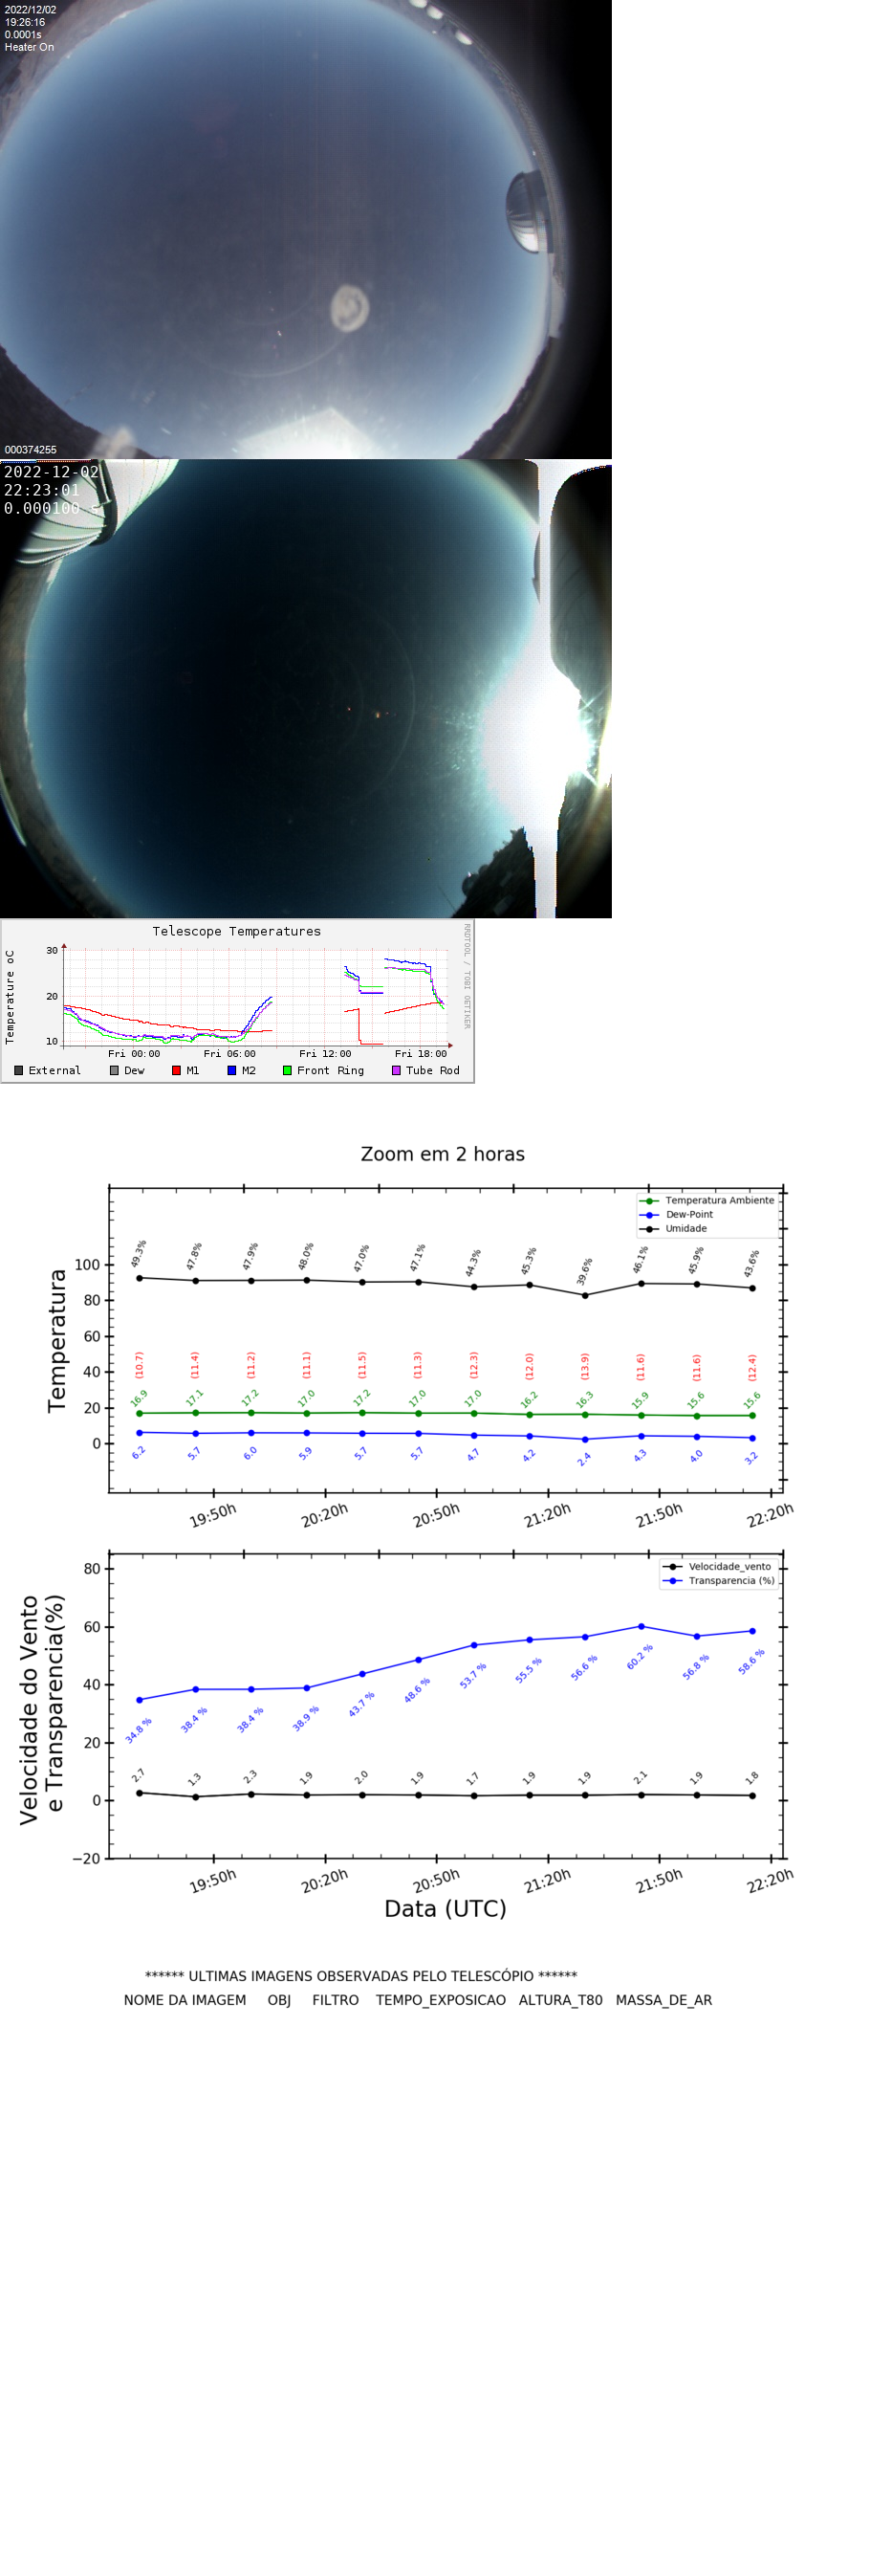 2022/12/02
19:26:16
0.0001s
Heater On
000374255
2022-12-02
22:23:01
0.000100 s
Telescope Temperatures
RRDTOOL / TOBI OETIKER
Temperature oC
30
20
10
Fri 00:00 Fri 06:00 Fri 12:00 Fri 18:00
External Dew M1 M2 Front Ring Tube Rod
Zoom em 2 horas
Temperatura Ambiente
Dew-Point
Umidade
Temperatura
100
80
60
40
20
0
49.3% 47.8% 47.9% 48.0% 47.0% 47.1% 44.3% 45.3% 39.6% 46.1% 45.9% 43.6%
(10.7) (11.4) (11.2) (11.1) (11.5) (11.3) (12.3) (12.0) (13.9) (11.6) (11.6) (12.4)
16.9 17.1 17.2 17.0 17.2 17.0 17.0 16.2 16.3 15.9 15.6 15.6
6.2 5.7 6.0 5.9 5.7 5.7 4.7 4.2 2.4 4.3 4.0 3.2
19:50h 20:20h 20:50h 21:20h 21:50h 22:20h
Velocidade_vento
Transparencia (%)
Velocidade do Vento
e Transparencia(%)
80
60
40
20
0
−20
34.8 % 38.4 % 38.4 % 38.9 % 43.7 % 48.6 % 53.7 % 55.5 % 56.6 % 60.2 % 56.8 % 58.6 %
2.7 1.3 2.3 1.9 2.0 1.9 1.7 1.9 1.9 2.1 1.9 1.8
19:50h 20:20h 20:50h 21:20h 21:50h 22:20h
Data (UTC)
****** ULTIMAS IMAGENS OBSERVADAS PELO TELESCÓPIO ******
NOME DA IMAGEM OBJ FILTRO TEMPO_EXPOSICAO ALTURA_T80 MASSA_DE_AR